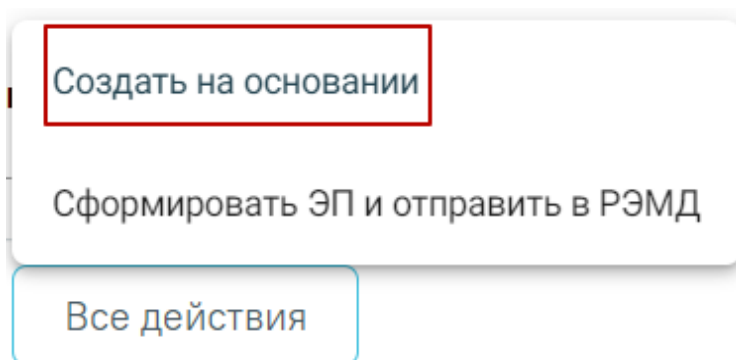 Создать на основании
Сформировать ЭП и отправить в РЭМД
Все действия